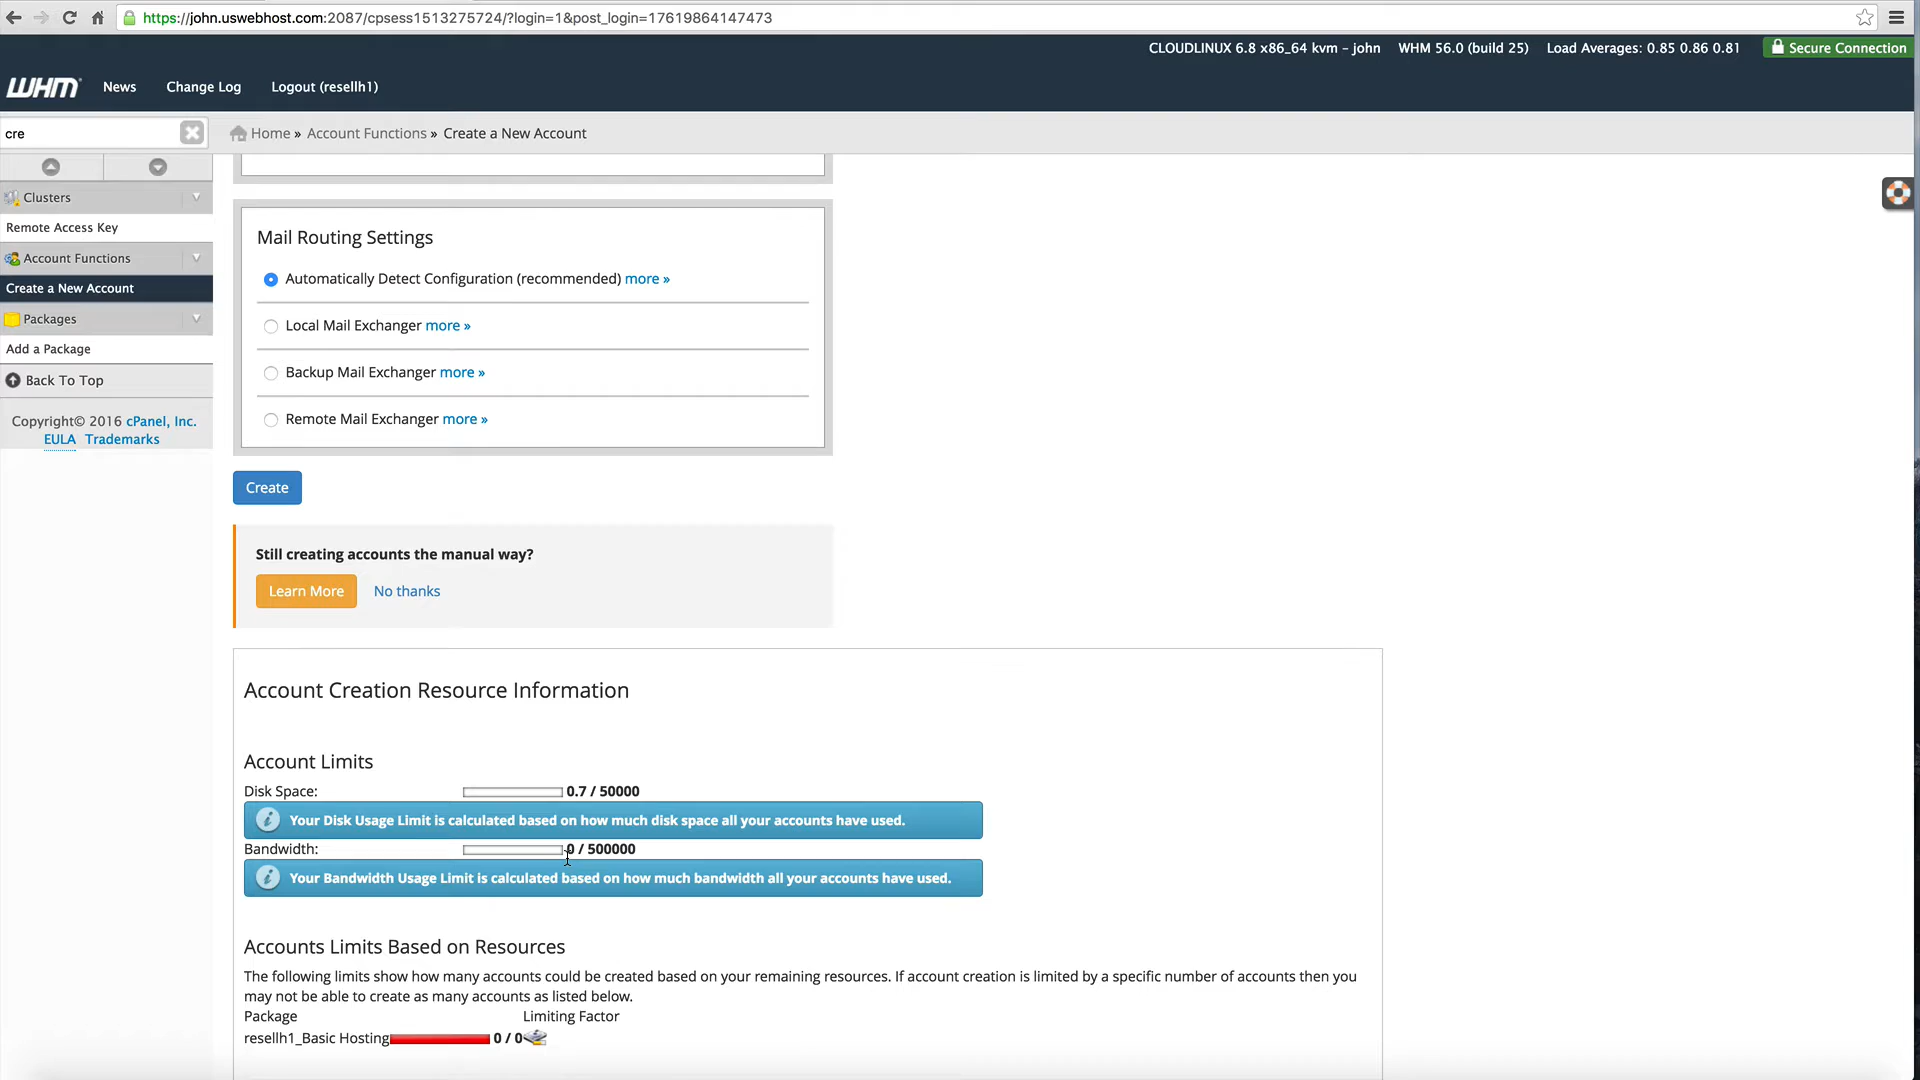 https://john.uswebhost.com:2087/cpsess1513275724/?login=1&post_login=17619864147473
CLOUDLINUX 6.8 x86_64 kvm – john WHM 56.0 (build 25) Load Averages: 0.85 0.86 0.81 Secure Connection
WHM News Change Log Logout (resellh1)
cre
Home » Account Functions » Create a New Account
Clusters
Remote Access Key
Account Functions
Create a New Account
Packages
Add a Package
Back To Top
Copyright© 2016 cPanel, Inc.
EULA Trademarks
Mail Routing Settings
Automatically Detect Configuration (recommended) more »
Local Mail Exchanger more »
Backup Mail Exchanger more »
Remote Mail Exchanger more »
Create
Still creating accounts the manual way?
Learn More No thanks
Account Creation Resource Information
Account Limits
Disk Space: 0.7 / 50000
Your Disk Usage Limit is calculated based on how much disk space all your accounts have used.
Bandwidth: 0 / 500000
Your Bandwidth Usage Limit is calculated based on how much bandwidth all your accounts have used.
Accounts Limits Based on Resources
The following limits show how many accounts could be created based on your remaining resources. If account creation is limited by a specific number of accounts then you
may not be able to create as many accounts as listed below.
Package Limiting Factor
resellh1_Basic Hosting 0 / 0